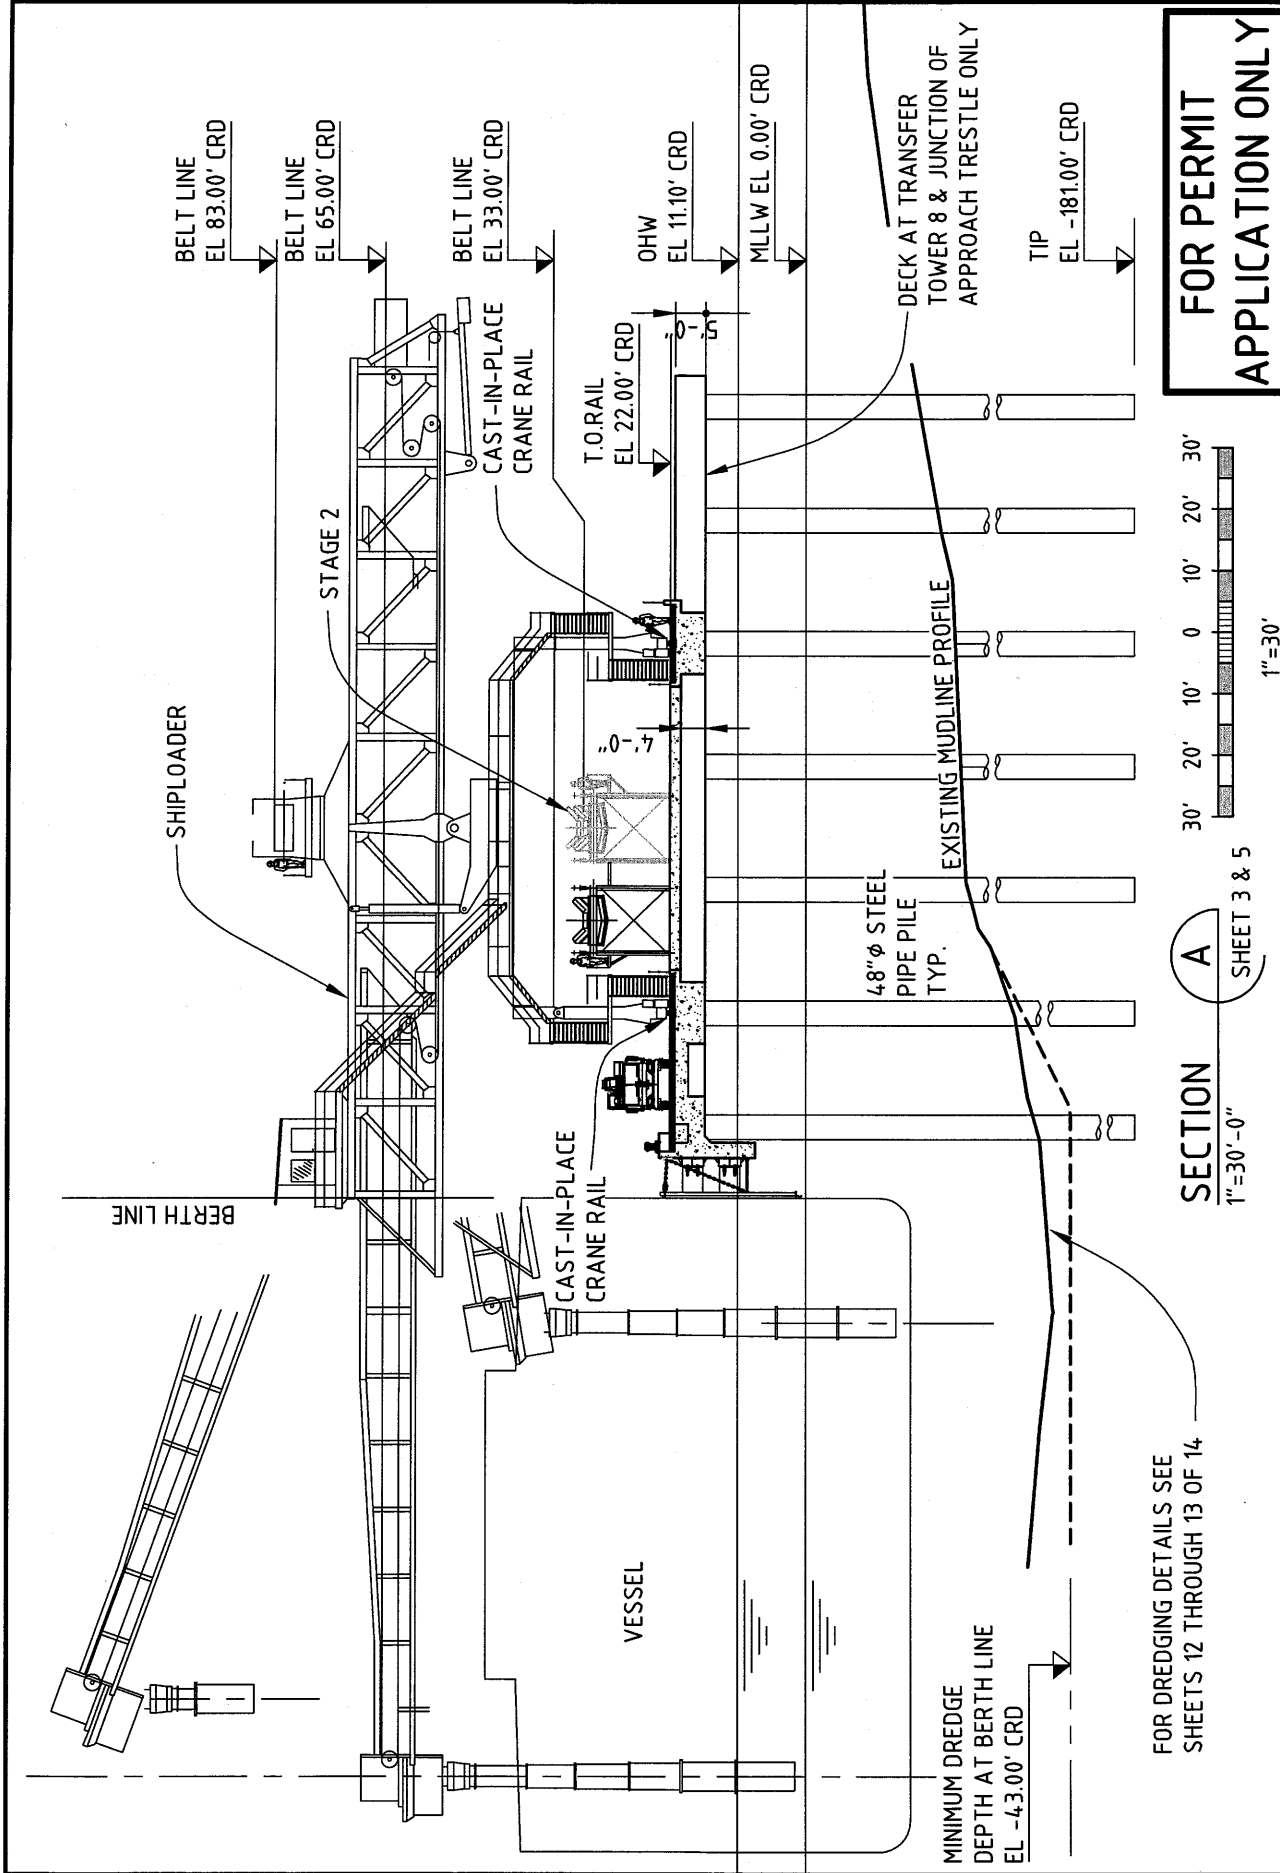 BELT LINE
EL 83.00' CRD
BELT LINE
EL 65.00' CRD
BELT LINE
EL 33.00' CRD
OHW
EL 11.10' CRD
MLLW EL 0.00' CRD
CAST-IN-PLACE
CRANE RAIL
T.O.RAIL
EL 22.00' CRD
5'-0"
DECK AT TRANSFER
TOWER 8 & JUNCTION OF
APPROACH TRESTLE ONLY
TIP
EL -181.00' CRD
STAGE 2
SHIPLOADER
4'-0"
EXISTING MUDLINE PROFILE
48"φ STEEL
PIPE PILE
TYP.
BERTH LINE
CAST-IN-PLACE
CRANE RAIL
VESSEL
MINIMUM DREDGE
DEPTH AT BERTH LINE
EL -43.00' CRD
FOR DREDGING DETAILS SEE
SHEETS 12 THROUGH 13 OF 14
SECTION
1"=30'-0"
A
SHEET 3 & 5
30' 20' 10' 0 10' 20' 30'
1"=30'
FOR PERMIT
APPLICATION ONLY